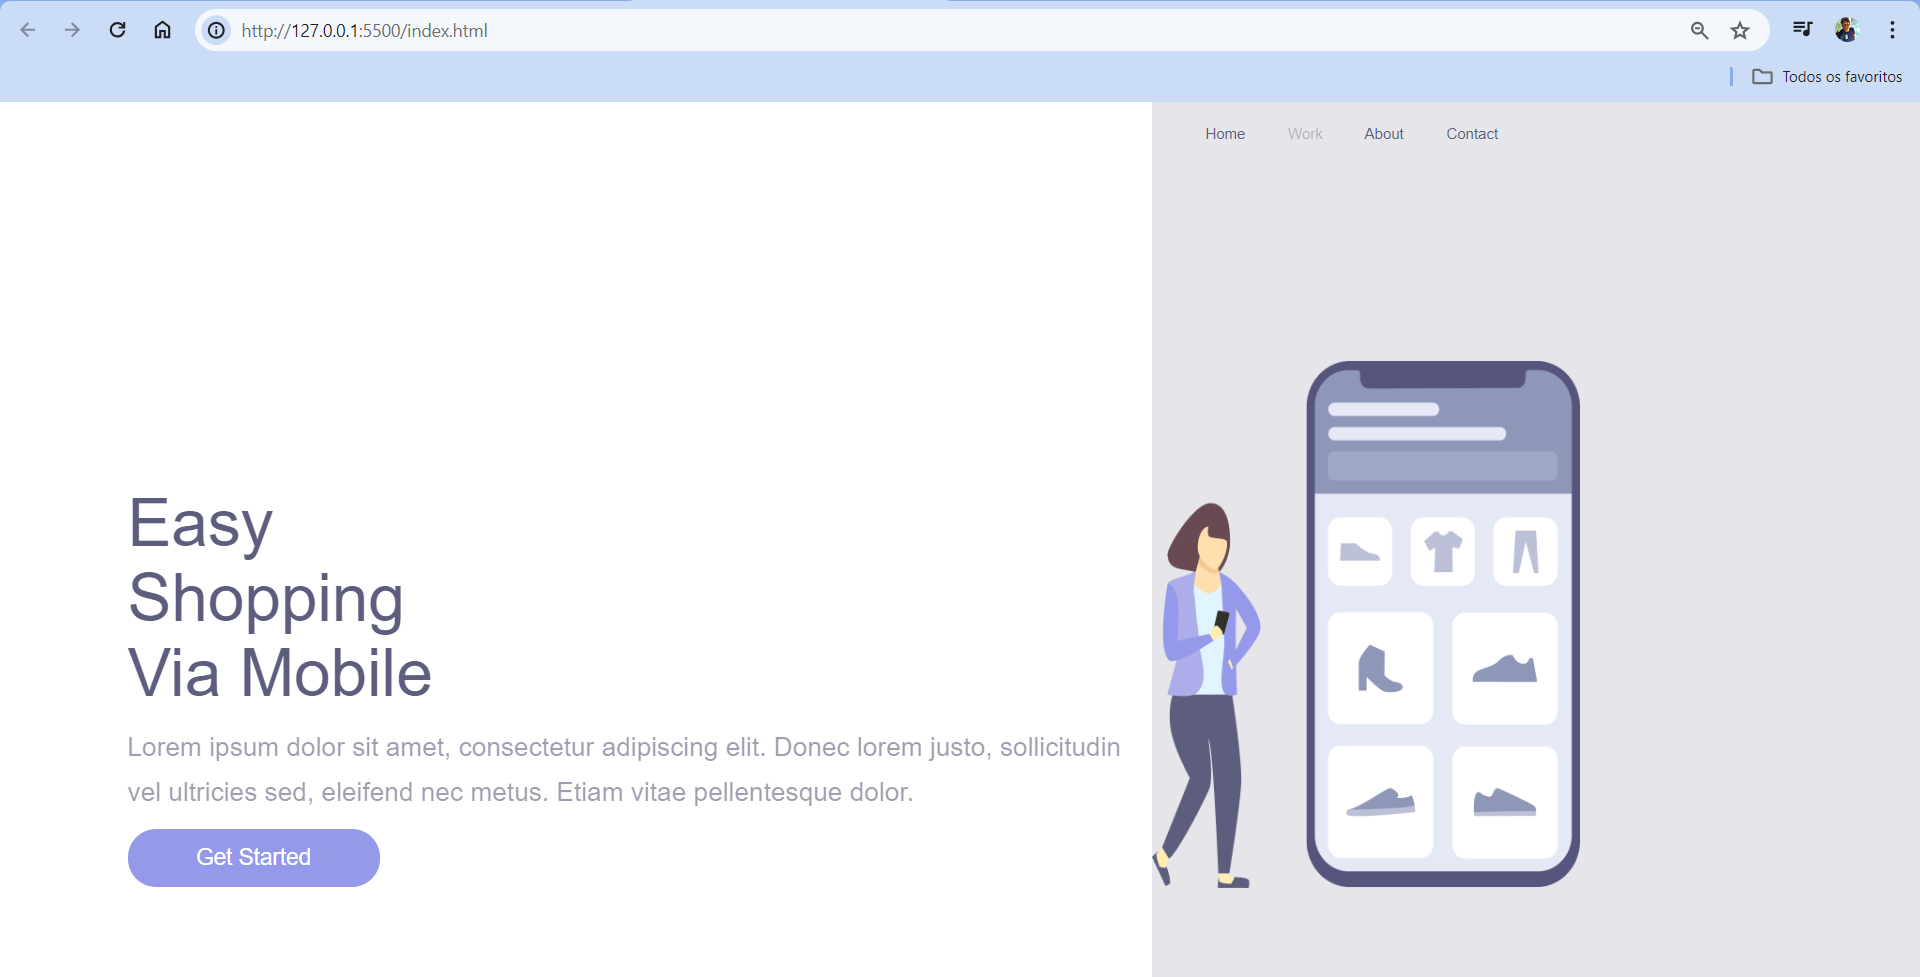 http://127.0.0.1:5500/index.html
Todos os favoritos
Home Work About Contact
Easy
Shopping
Via Mobile
Lorem ipsum dolor sit amet, consectetur adipiscing elit. Donec lorem justo, sollicitudin
vel ultricies sed, eleifend nec metus. Etiam vitae pellentesque dolor.
Get Started